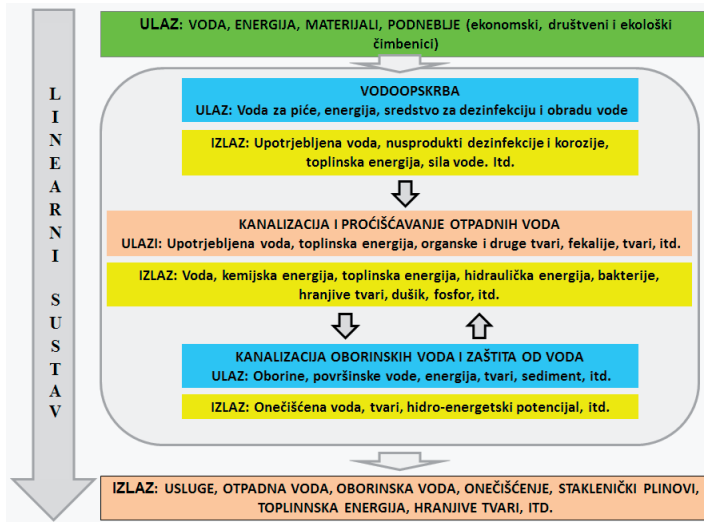 LINEARNI SUSTAV
ULAZ: VODA, ENERGIJA, MATERIJALI, PODNEBLJE (ekonomski, društveni i ekološki
čimbenici)
VODOOPSKRBA
ULAZ: Voda za piće, energija, sredstvo za dezinfekciju i obradu vode
IZLAZ: Upotrjebljena voda, nusprodukti dezinfekcije i korozije,
toplinska energija, sila vode. Itd.
KANALIZACIJA I PROĆIŠĆAVANJE OTPADNIH VODA
ULAZI: Upotrjebljena voda, toplinska energija, organske i druge tvari, fekalije, tvari, itd.
IZLAZ: Voda, kemijska energija, toplinska energija, hidraulička energija, bakterije,
hranjive tvari, dušik, fosfor, itd.
KANALIZACIJA OBORINSKIH VODA I ZAŠTITA OD VODA
ULAZ: Oborine, površinske vode, energija, tvari, sediment, itd.
IZLAZ: Onečišćena voda, tvari, hidro-energetski potencijal, itd.
IZLAZ: USLUGE, OTPADNA VODA, OBORINSKA VODA, ONEČIŠĆENJE, STAKLENIČKI PLINOVI,
TOPLINNSKA ENERGIJA, HRANJIVE TVARI, ITD.